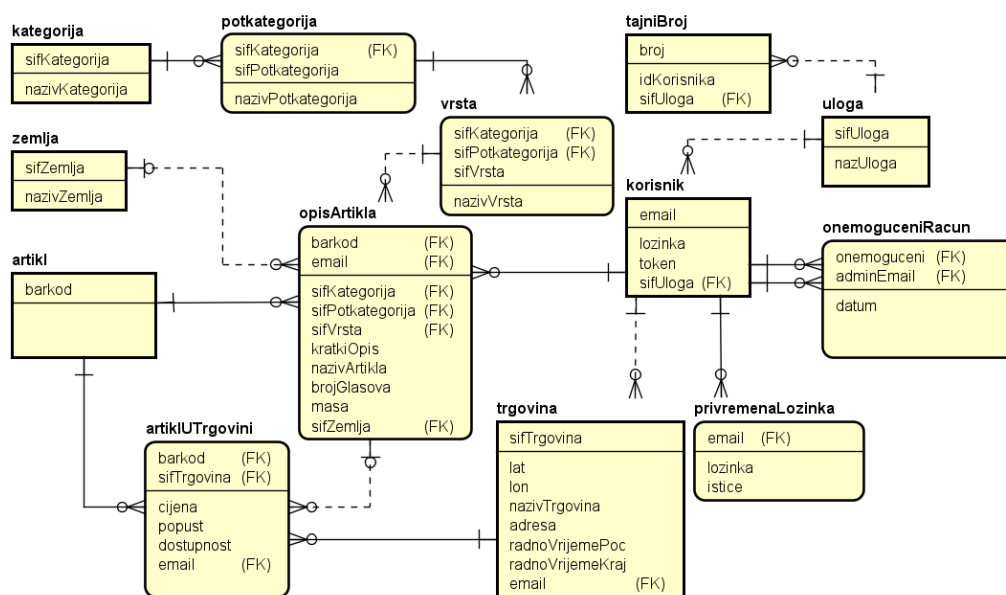 kategorija
sifKategorija
nazivKategorija
potkategorija
sifKategorija (FK)
sifPotkategorija
nazivPotkategorija
tajniBroj
broj
idKorisnika
sifUloga (FK)
vrsta
sifKategorija (FK)
sifPotkategorija (FK)
sifVrsta
nazivVrsta
uloga
sifUloga
nazUloga
zemlja
sifZemlja
nazivZemlja
opisArtikla
barkod (FK)
email (FK)
sifKategorija (FK)
sifPotkategorija (FK)
sifVrsta (FK)
kratkiOpis
nazivArtikla
brojGlasova
masa
sifZemlja (FK)
korisnik
email
lozinka
token
sifUloga (FK)
onemoguceniRacun
onemoguceni (FK)
adminEmail (FK)
datum
artikl
barkod
artiklUTrgovini
barkod (FK)
sifTrgovina (FK)
cijena
popust
dostupnost
email (FK)
trgovina
sifTrgovina
lat
lon
nazivTrgovina
adresa
radnoVrijemePoc
radnoVrijemeKraj
email (FK)
privremenaLozinka
email (FK)
lozinka
istice